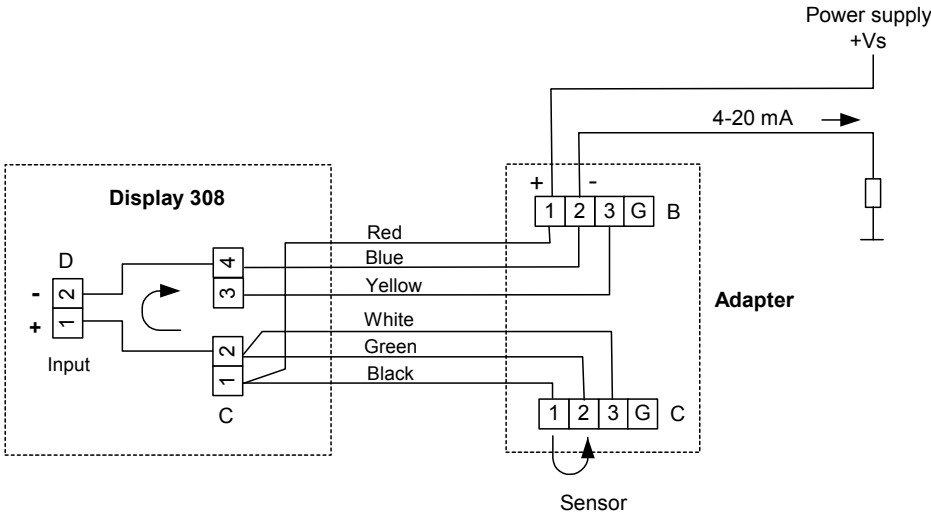 Power supply
+Vs
4-20 mA
Display 308
+ -
1 2 3 G B
Red
Blue
Yellow
White
Green
Black
D
- 2
+ 1
Input
4
3
2
1
C
Adapter
1 2 3 G C
Sensor